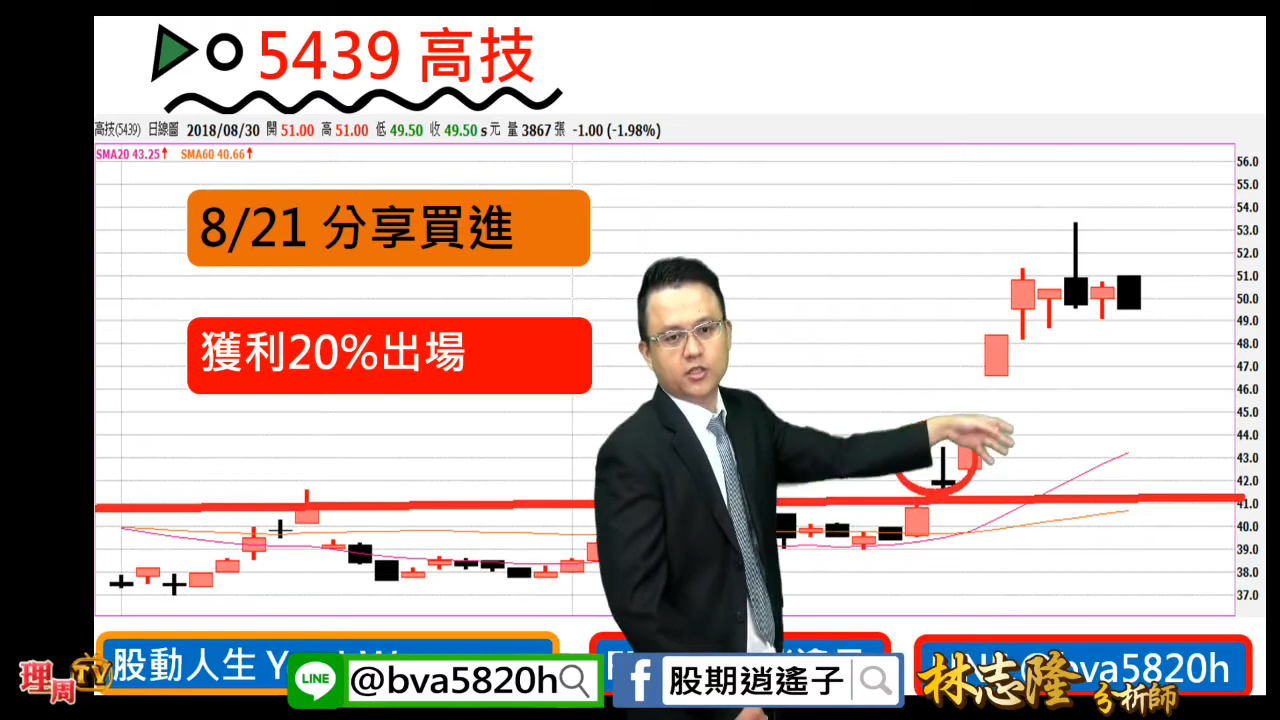 5439 高技
高技(5439) 日線圖 2018/08/30 開 51.00 高 51.00 低 49.50 收 49.50 s 元 量 3867 張 -1.00 (-1.98%)
SMA20 43.25↑ SMA60 40.66↑
56.0
55.0
54.0
53.0
52.0
51.0
50.0
49.0
48.0
47.0
46.0
45.0
44.0
43.0
42.0
41.0
40.0
39.0
38.0
37.0
8/21 分享買進
獲利20%出場
股動人生
理周TV
LINE
@bva5820h
f
股期逍遙子
@bva5820h
林志隆 分析師